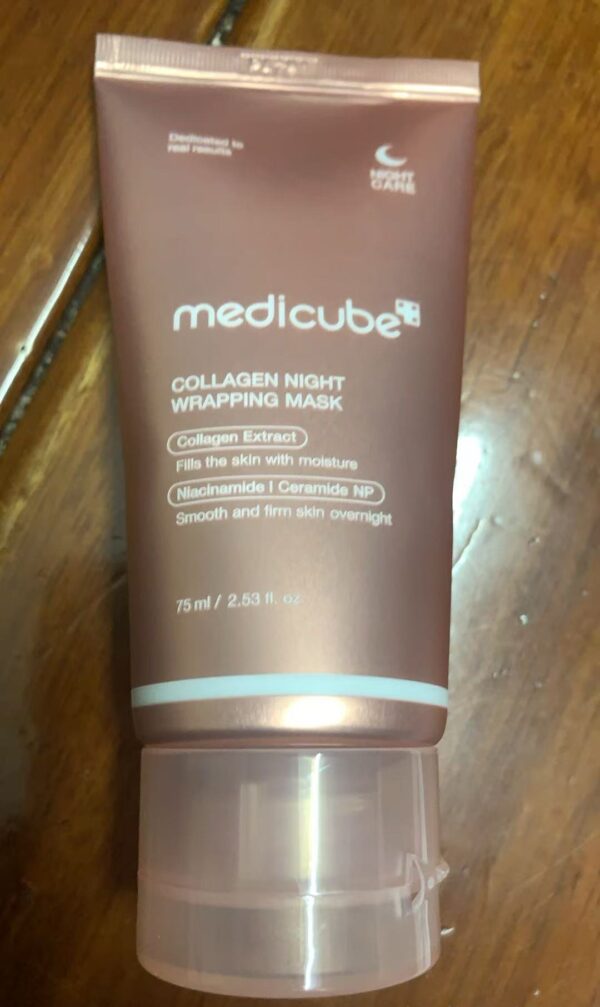 Dedicated to
real results
NIGHT
CARE
medicube
COLLAGEN NIGHT
WRAPPING MASK
Collagen Extract
Fills the skin with moisture
Niacinamide | Ceramide NP
Smooth and firm skin overnight
75 ml / 2.53 fl. oz